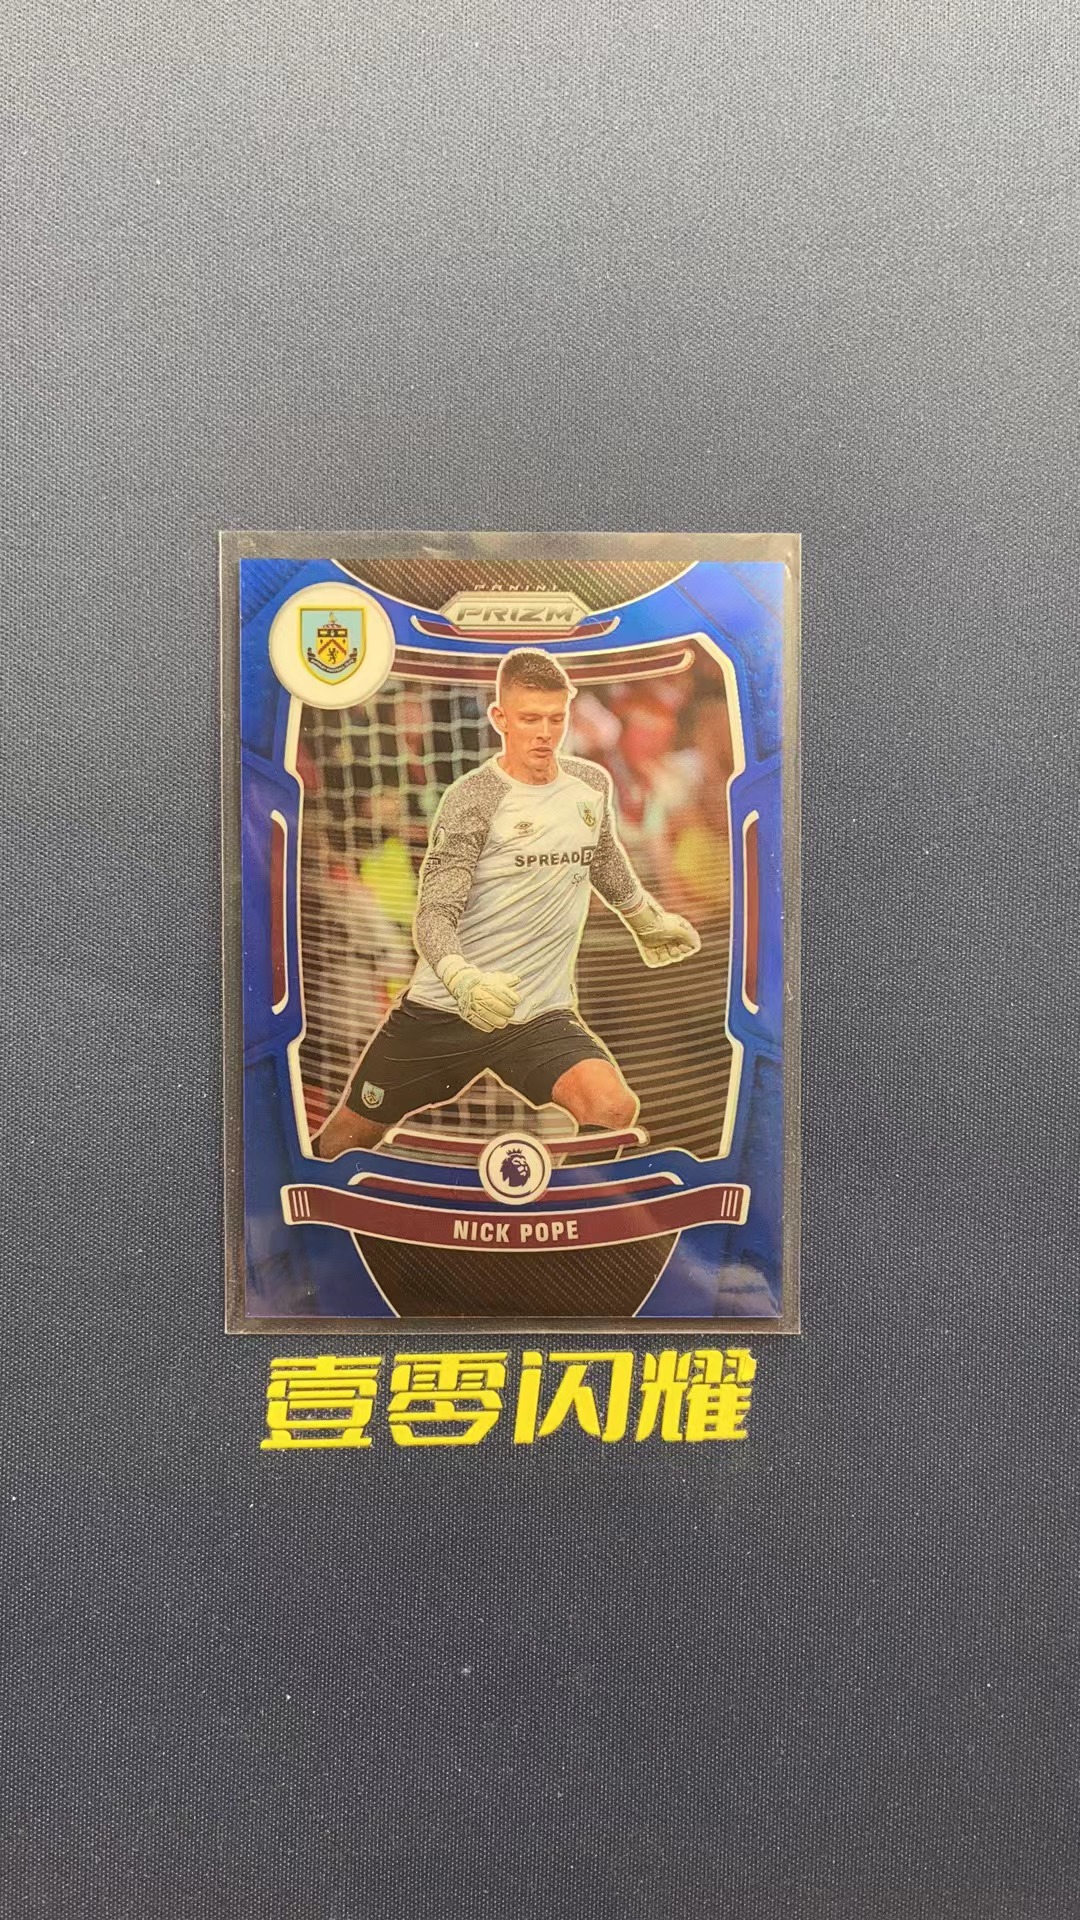 PANINI
PRIZM
SPREAD
NICK POPE
壹零闪耀